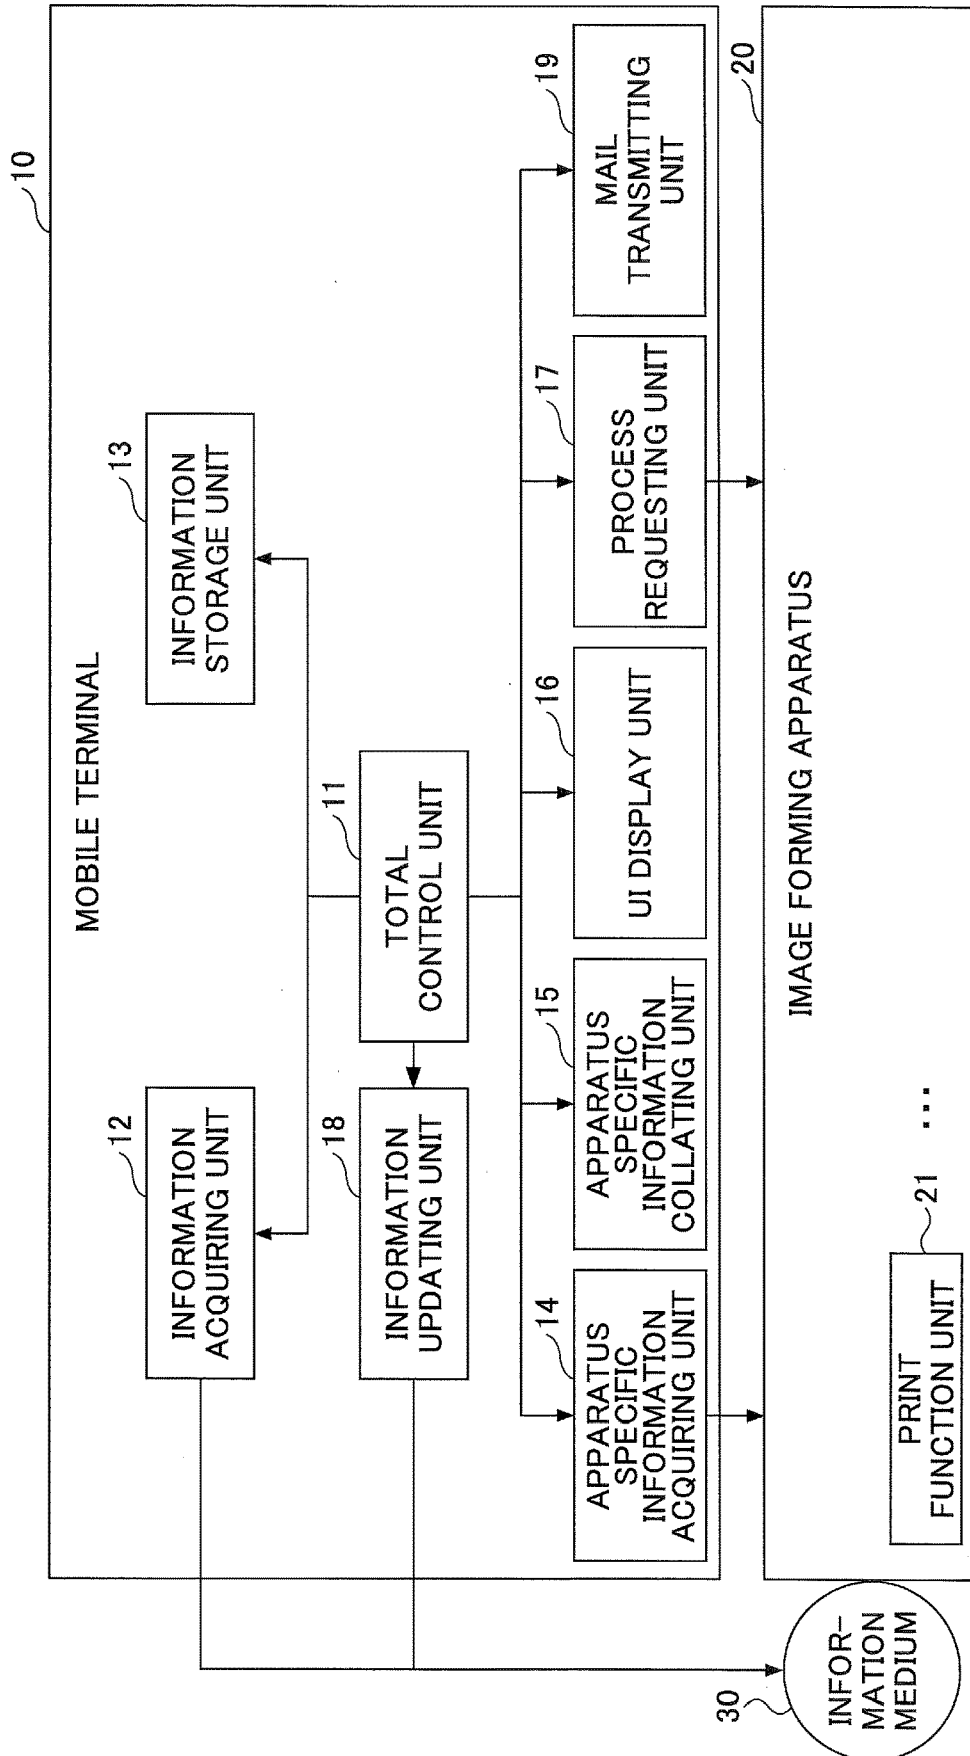 10
MOBILE TERMINAL
12
INFORMATION
ACQUIRING UNIT
13
INFORMATION
STORAGE UNIT
18
INFORMATION
UPDATING UNIT
11
TOTAL
CONTROL UNIT
14
APPARATUS
SPECIFIC
INFORMATION
ACQUIRING UNIT
15
APPARATUS
SPECIFIC
INFORMATION
COLLATING UNIT
16
UI DISPLAY UNIT
17
PROCESS
REQUESTING UNIT
19
MAIL
TRANSMITTING
UNIT
20
IMAGE FORMING APPARATUS
30
INFOR-
MATION
MEDIUM
21
PRINT
FUNCTION UNIT
...